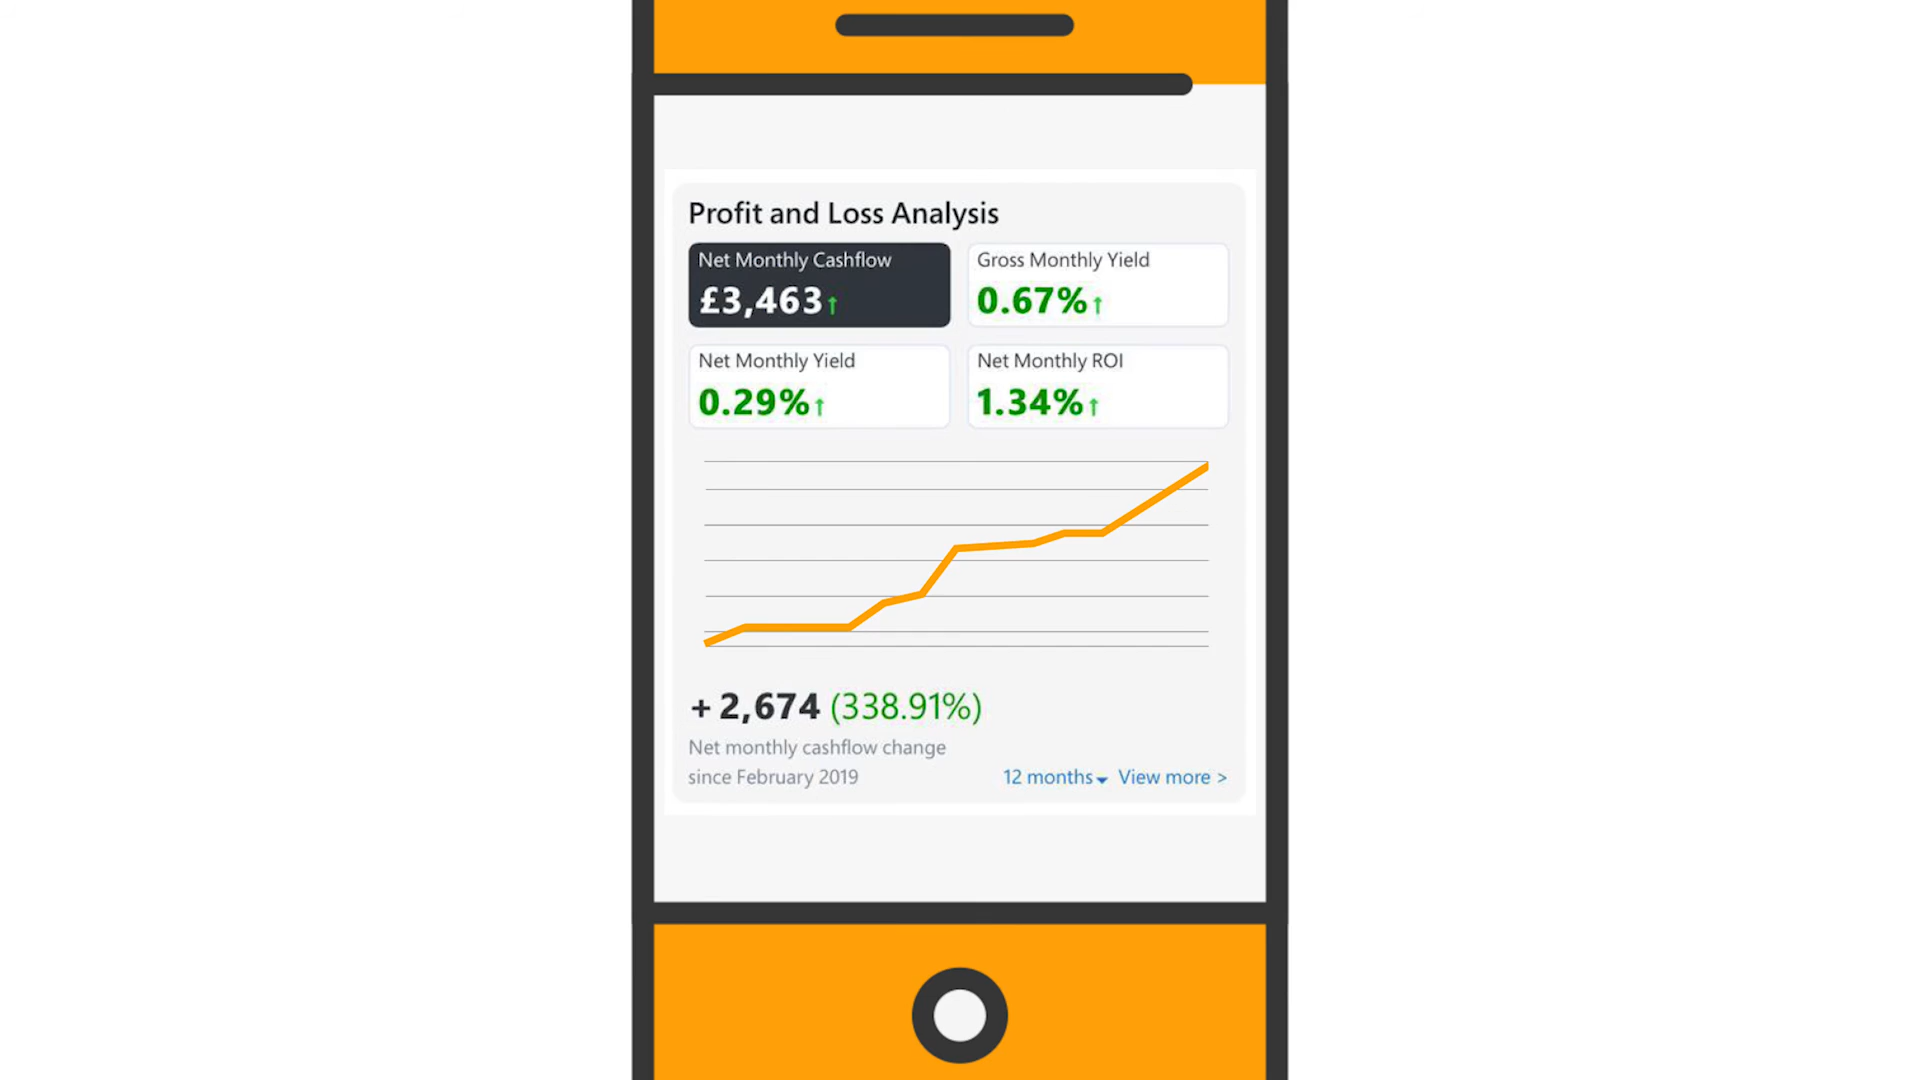 Profit and Loss Analysis
Net Monthly Cashflow
£3,463↑
Gross Monthly Yield
0.67%↑
Net Monthly Yield
0.29%↑
Net Monthly ROI
1.34%↑
+ 2,674 (338.91%)
Net monthly cashflow change
since February 2019
12 months View more >